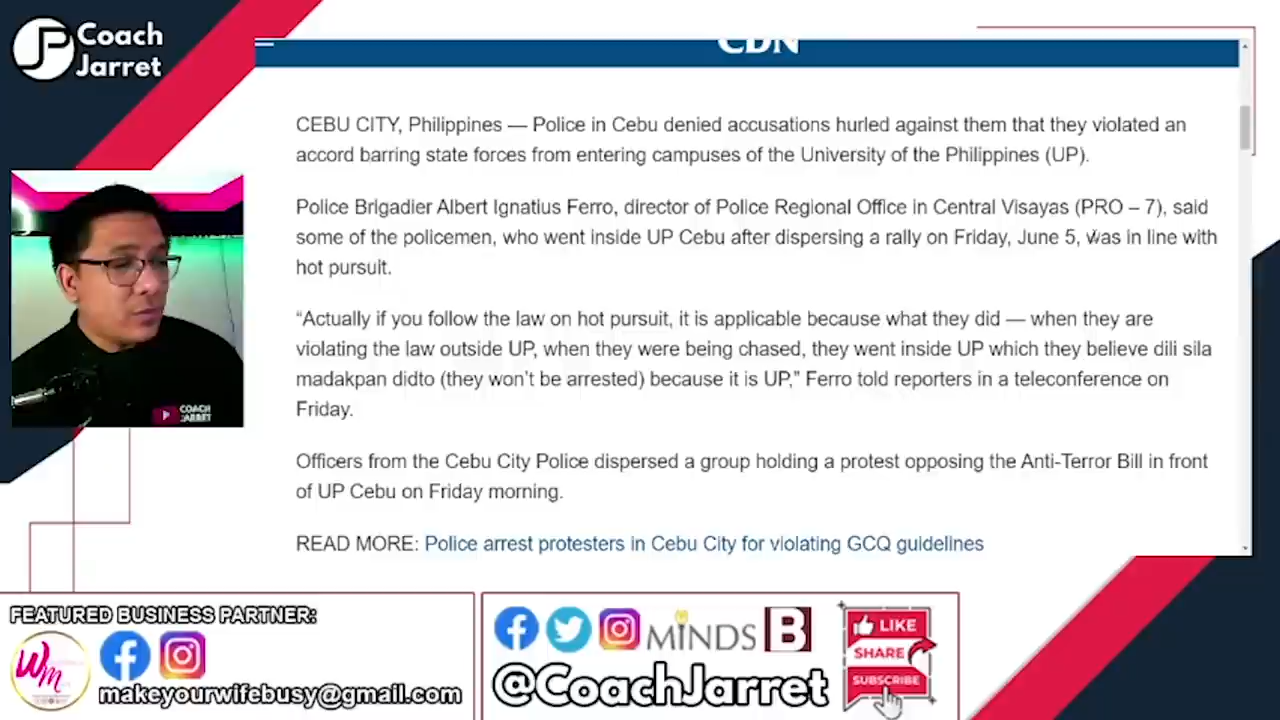 Coach
Jarret
CDN
CEBU CITY, Philippines — Police in Cebu denied accusations hurled against them that they violated an
accord barring state forces from entering campuses of the University of the Philippines (UP).
Police Brigadier Albert Ignatius Ferro, director of Police Regional Office in Central Visayas (PRO – 7), said
some of the policemen, who went inside UP Cebu after dispersing a rally on Friday, June 5, was in line with
hot pursuit.
“Actually if you follow the law on hot pursuit, it is applicable because what they did — when they are
violating the law outside UP, when they were being chased, they went inside UP which they believe dili sila
madakpan didto (they won’t be arrested) because it is UP,” Ferro told reporters in a teleconference on
Friday.
Officers from the Cebu City Police dispersed a group holding a protest opposing the Anti-Terror Bill in front
of UP Cebu on Friday morning.
READ MORE: Police arrest protesters in Cebu City for violating GCQ guidelines
COACH
JARRET
FEATURED BUSINESS PARTNER:
Wm
makeyourwifebusy@gmail.com
MINDS B
@CoachJarret
LIKE
SHARE
SUBSCRIBE